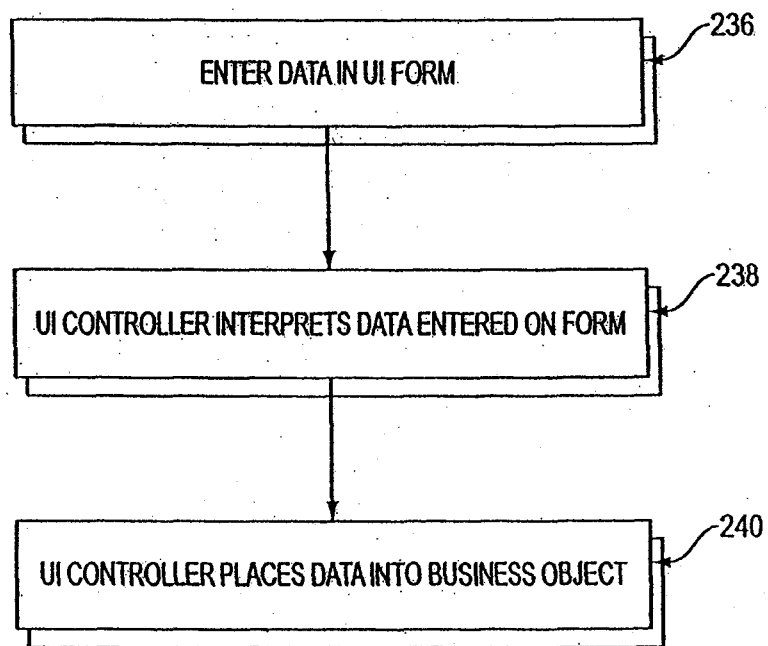 236
ENTER DATA IN UI FORM
238
UI CONTROLLER INTERPRETS DATA ENTERED ON FORM
240
UI CONTROLLER PLACES DATA INTO BUSINESS OBJECT